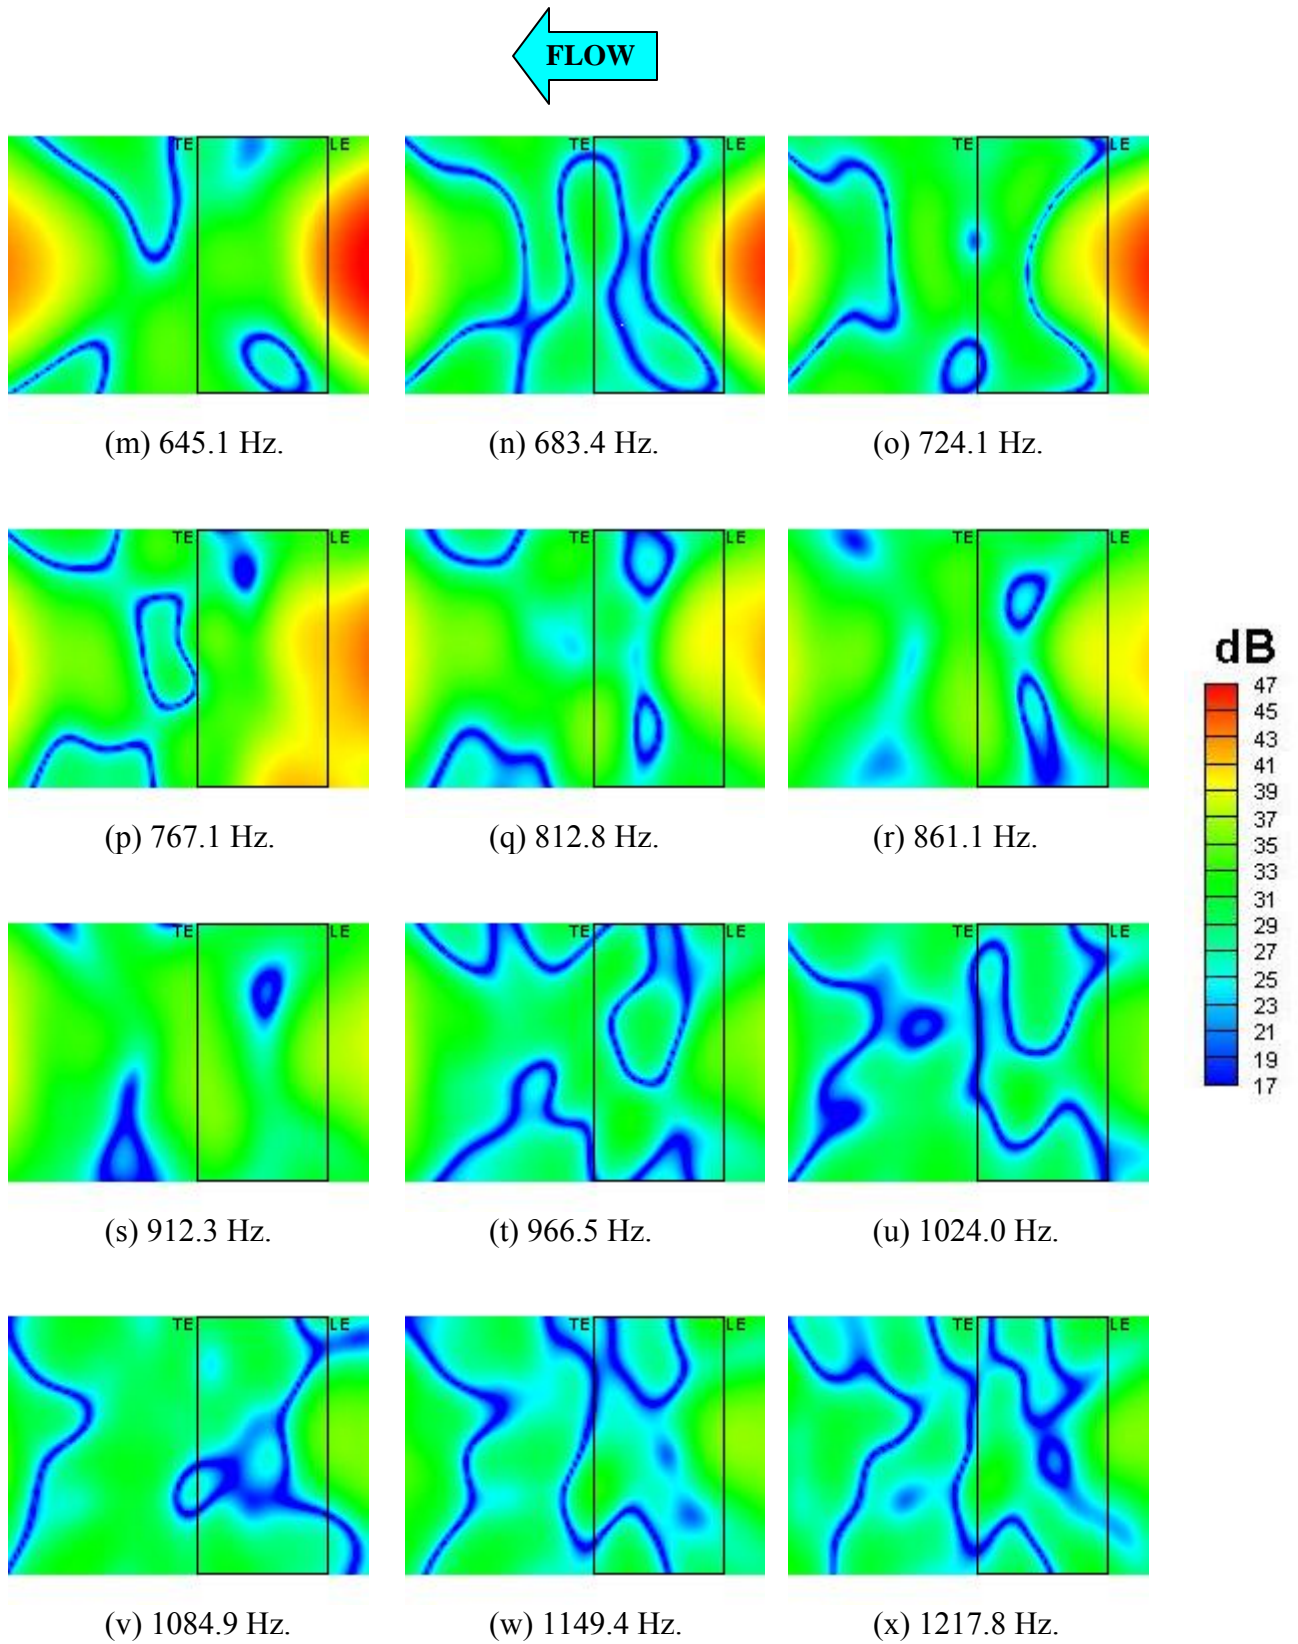 FLOW
TE LE TE LE TE LE
(m) 645.1 Hz. (n) 683.4 Hz. (o) 724.1 Hz.
TE LE TE LE TE LE
(p) 767.1 Hz. (q) 812.8 Hz. (r) 861.1 Hz.
dB
47
45
43
41
39
37
35
33
31
29
27
25
23
21
19
17
TE LE TE LE TE LE
(s) 912.3 Hz. (t) 966.5 Hz. (u) 1024.0 Hz.
TE LE TE LE TE LE
(v) 1084.9 Hz. (w) 1149.4 Hz. (x) 1217.8 Hz.